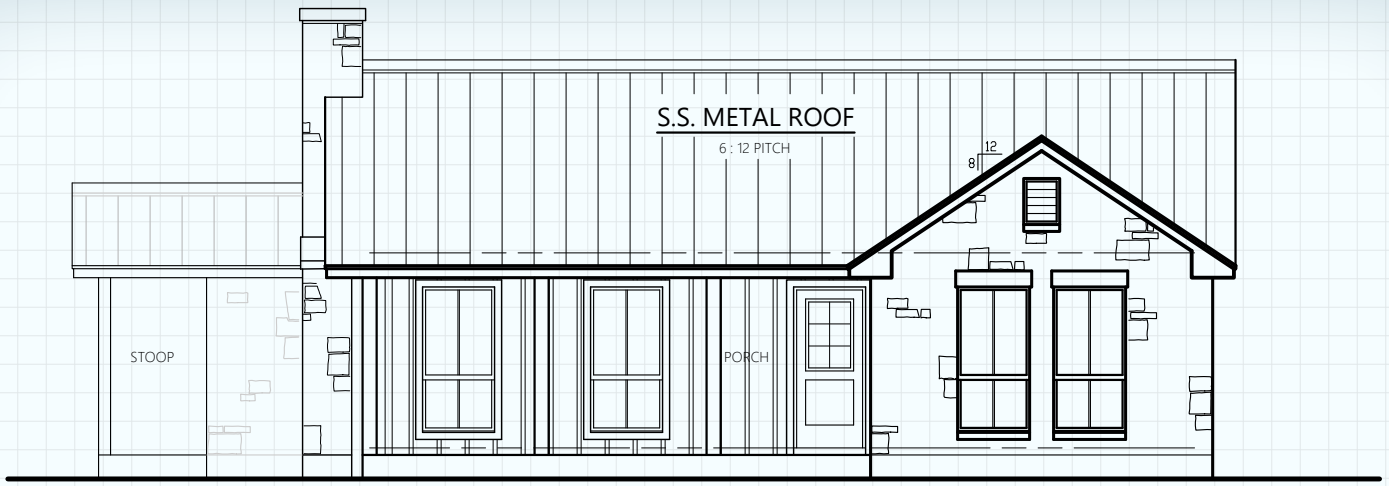 S.S. METAL ROOF
6 : 12 PITCH
12
8
STOOP
PORCH